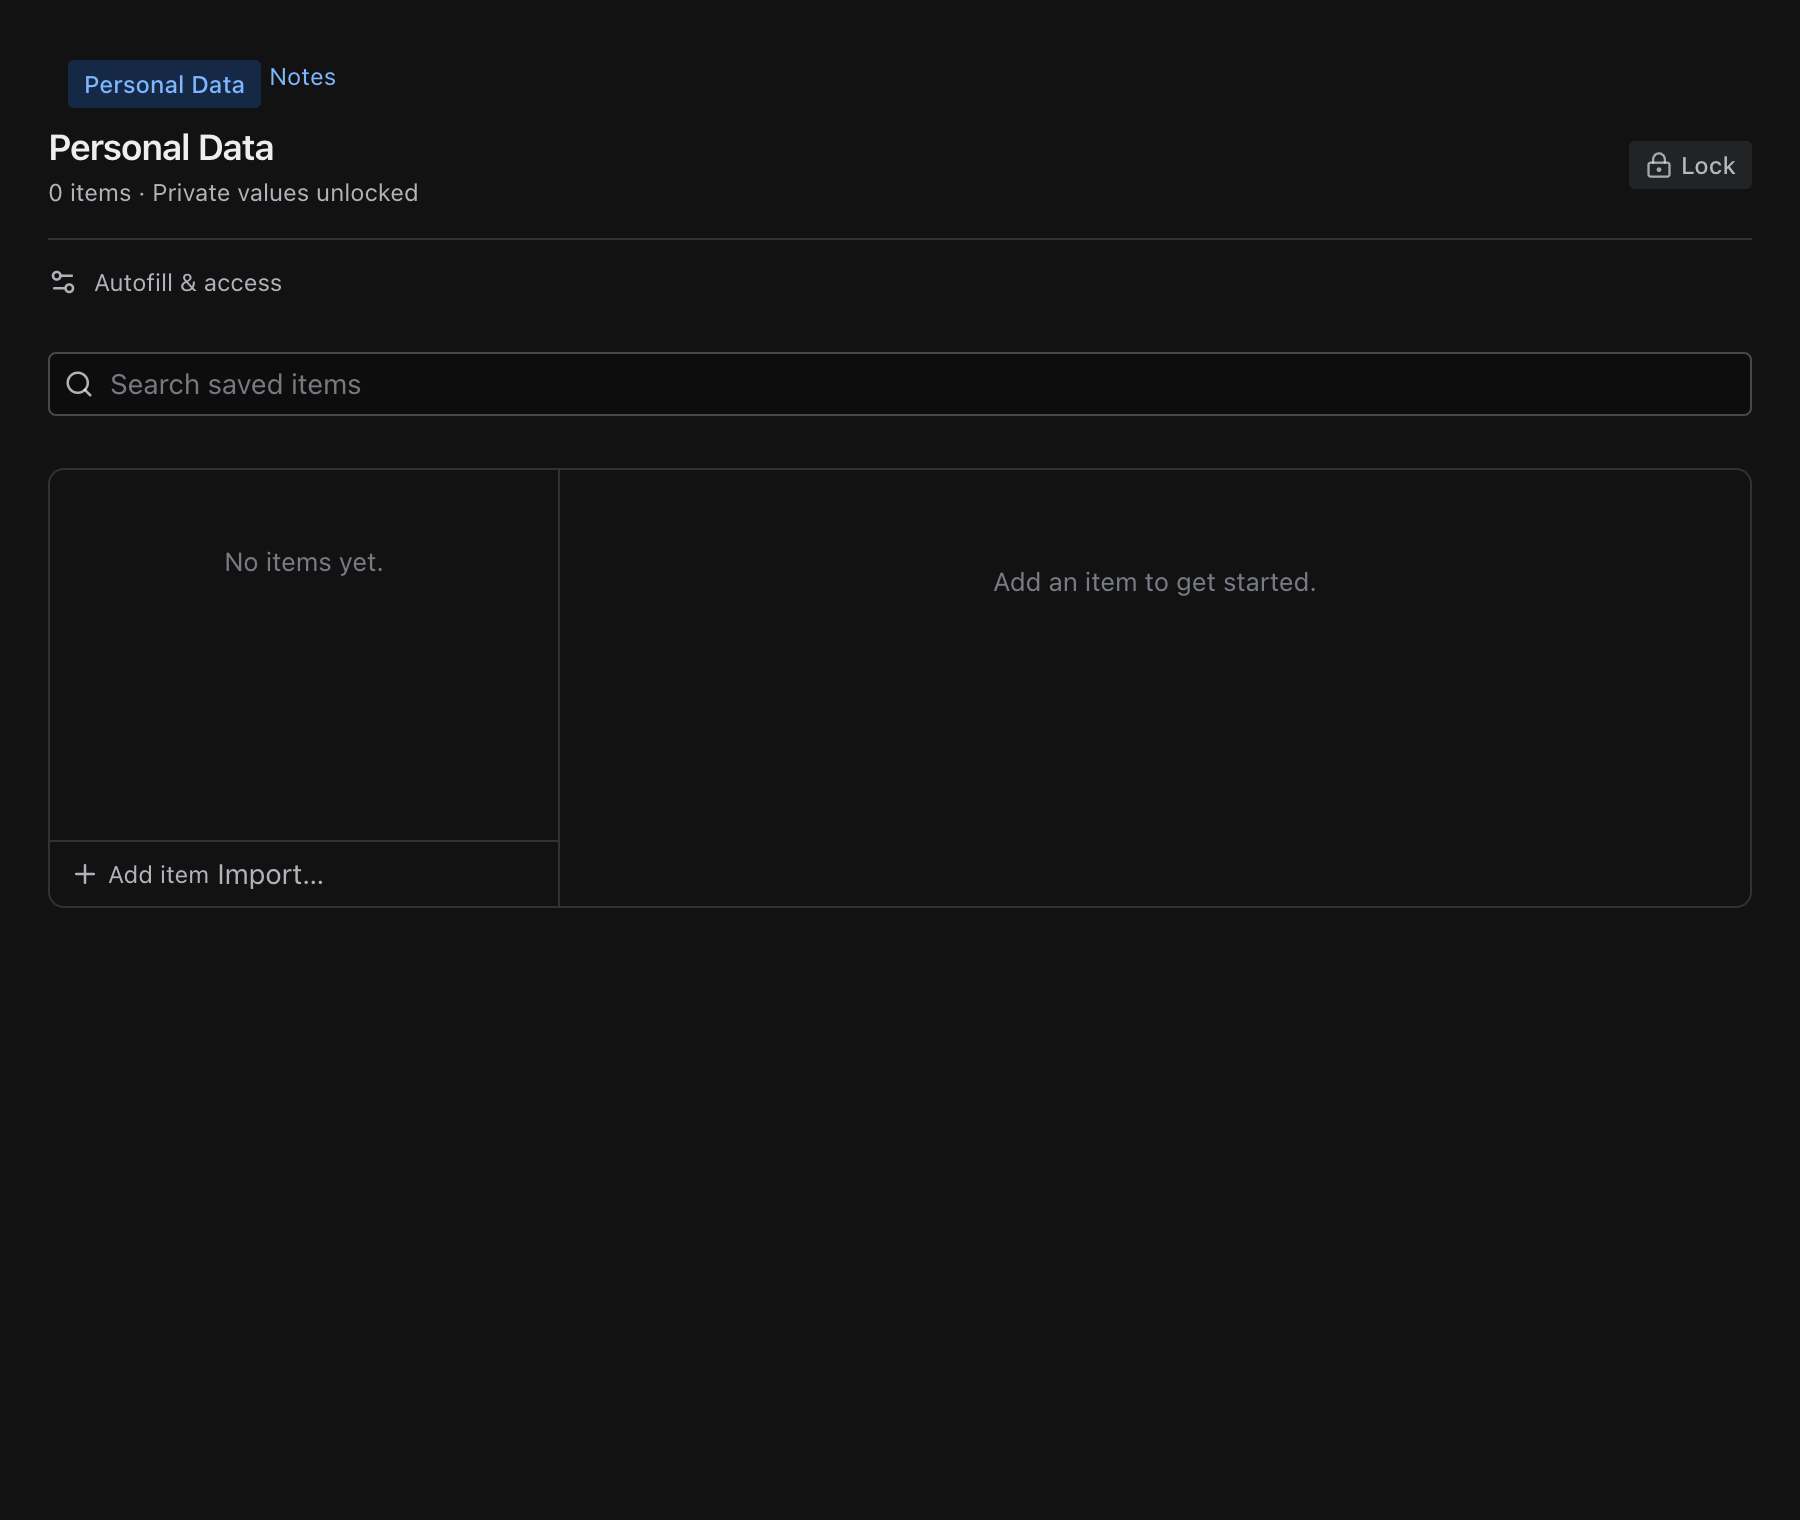 Personal Data Notes
Personal Data
Lock
0 items · Private values unlocked
Autofill & access
Search saved items
No items yet.
Add an item to get started.
Add item Import...